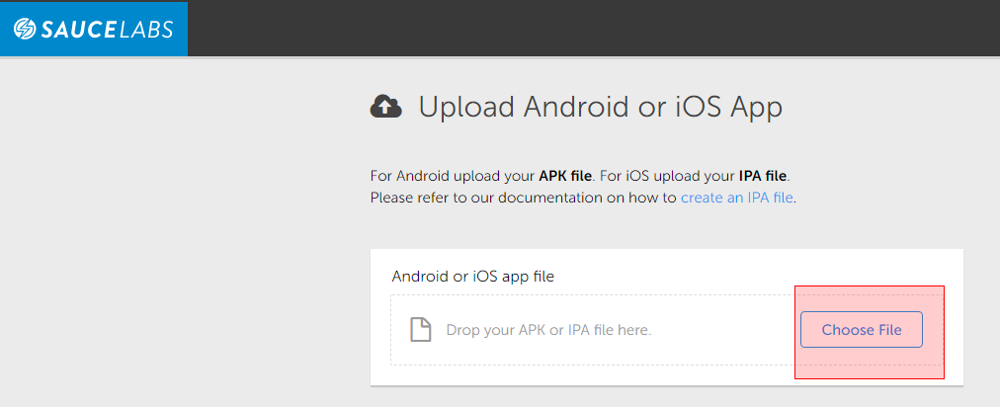 SAUCELABS
Upload Android or iOS App
For Android upload your APK file. For iOS upload your IPA file.
Please refer to our documentation on how to create an IPA file.
Android or iOS app file
Drop your APK or IPA file here.
Choose File